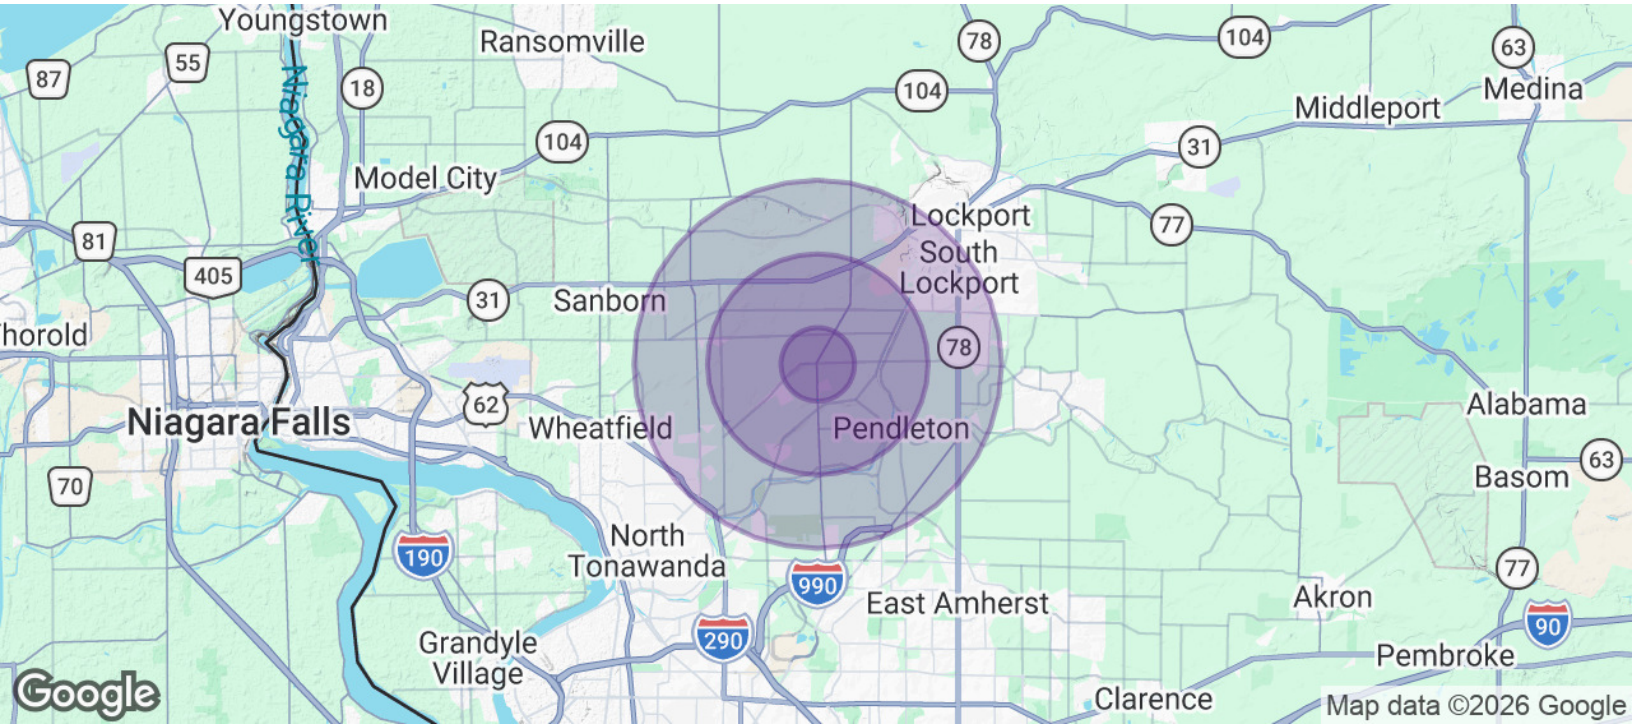 Youngstown
Ransomville
78
104
63
55
87
18
104
Medina
Middleport
104
31
Niagara River
Model City
81
Lockport
77
South
Lockport
405
31
Sanborn
78
62
Alabama
Niagara Falls
Wheatfield
Pendleton
63
Basom
70
North
Tonawanda
190
990
77
East Amherst
Akron
90
290
Grandyle
Village
Pembroke
Google
Clarence
Map data ©2026 Google